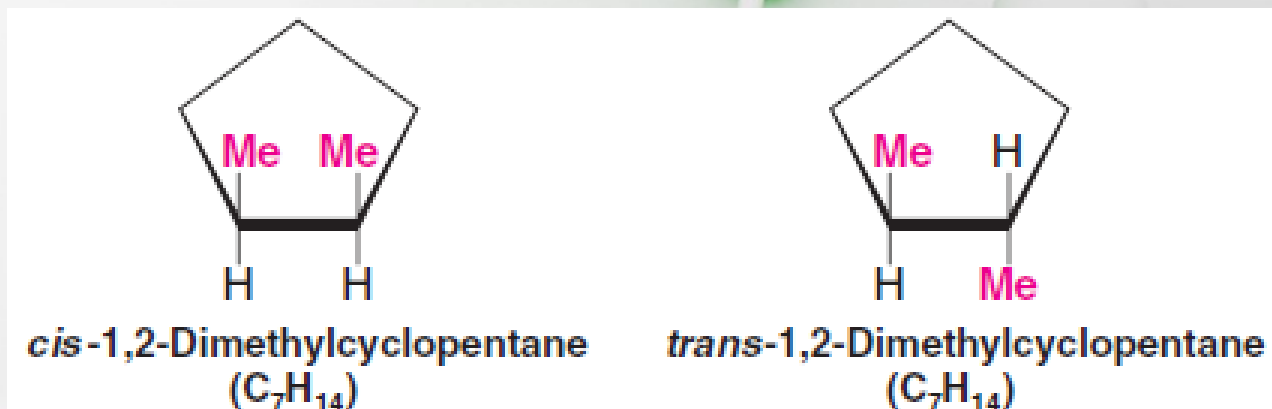 Me Me Me H
H H H Me
cis-1,2-Dimethylcyclopentane trans-1,2-Dimethylcyclopentane
(C₇H₁₄) (C₇H₁₄)